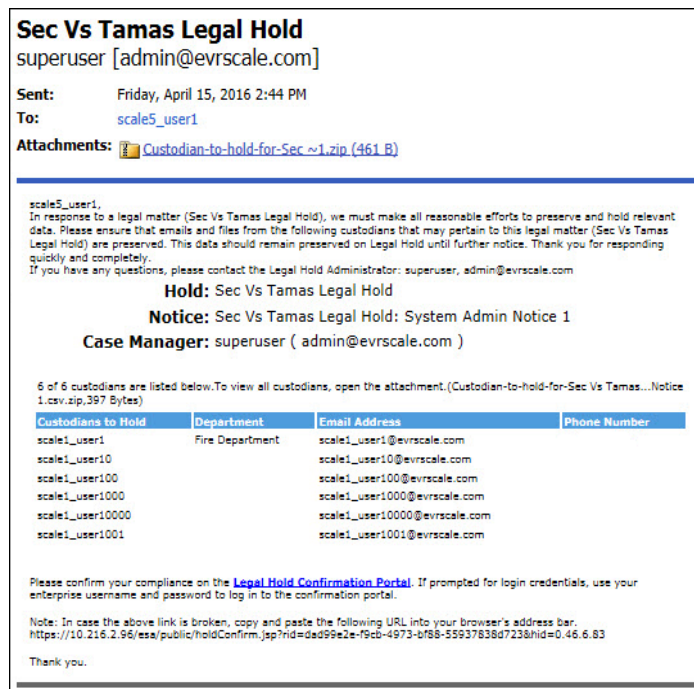 Sec Vs Tamas Legal Hold
superuser [admin@evrscale.com]
Sent: Friday, April 15, 2016 2:44 PM
To: scale5_user1
Attachments: Custodian-to-hold-for-Sec ~1.zip (461 B)
scale5_user1,
In response to a legal matter (Sec Vs Tamas Legal Hold), we must make all reasonable efforts to preserve and hold relevant
data. Please ensure that emails and files from the following custodians that may pertain to this legal matter (Sec Vs Tamas
Legal Hold) are preserved. This data should remain preserved on Legal Hold until further notice. Thank you for responding
quickly and completely.
If you have any questions, please contact the Legal Hold Administrator: superuser, admin@evrscale.com
Hold: Sec Vs Tamas Legal Hold
Notice: Sec Vs Tamas Legal Hold: System Admin Notice 1
Case Manager: superuser ( admin@evrscale.com )
6 of 6 custodians are listed below.To view all custodians, open the attachment.(Custodian-to-hold-for-Sec Vs Tamas...Notice
1.csv.zip,397 Bytes)
Custodians to Hold Department Email Address Phone Number
scale1_user1 Fire Department scale1_user1@evrscale.com
scale1_user10 scale1_user10@evrscale.com
scale1_user100 scale1_user100@evrscale.com
scale1_user1000 scale1_user1000@evrscale.com
scale1_user10000 scale1_user10000@evrscale.com
scale1_user1001 scale1_user1001@evrscale.com
Please confirm your compliance on the Legal Hold Confirmation Portal. If prompted for login credentials, use your
enterprise username and password to log in to the confirmation portal.
Note: In case the above link is broken, copy and paste the following URL into your browser's address bar.
https://10.216.2.96/esa/public/holdConfirm.jsp?rid=dad99e2e-f9cb-4973-bf88-55937838d723&hid=0.46.6.83
Thank you.